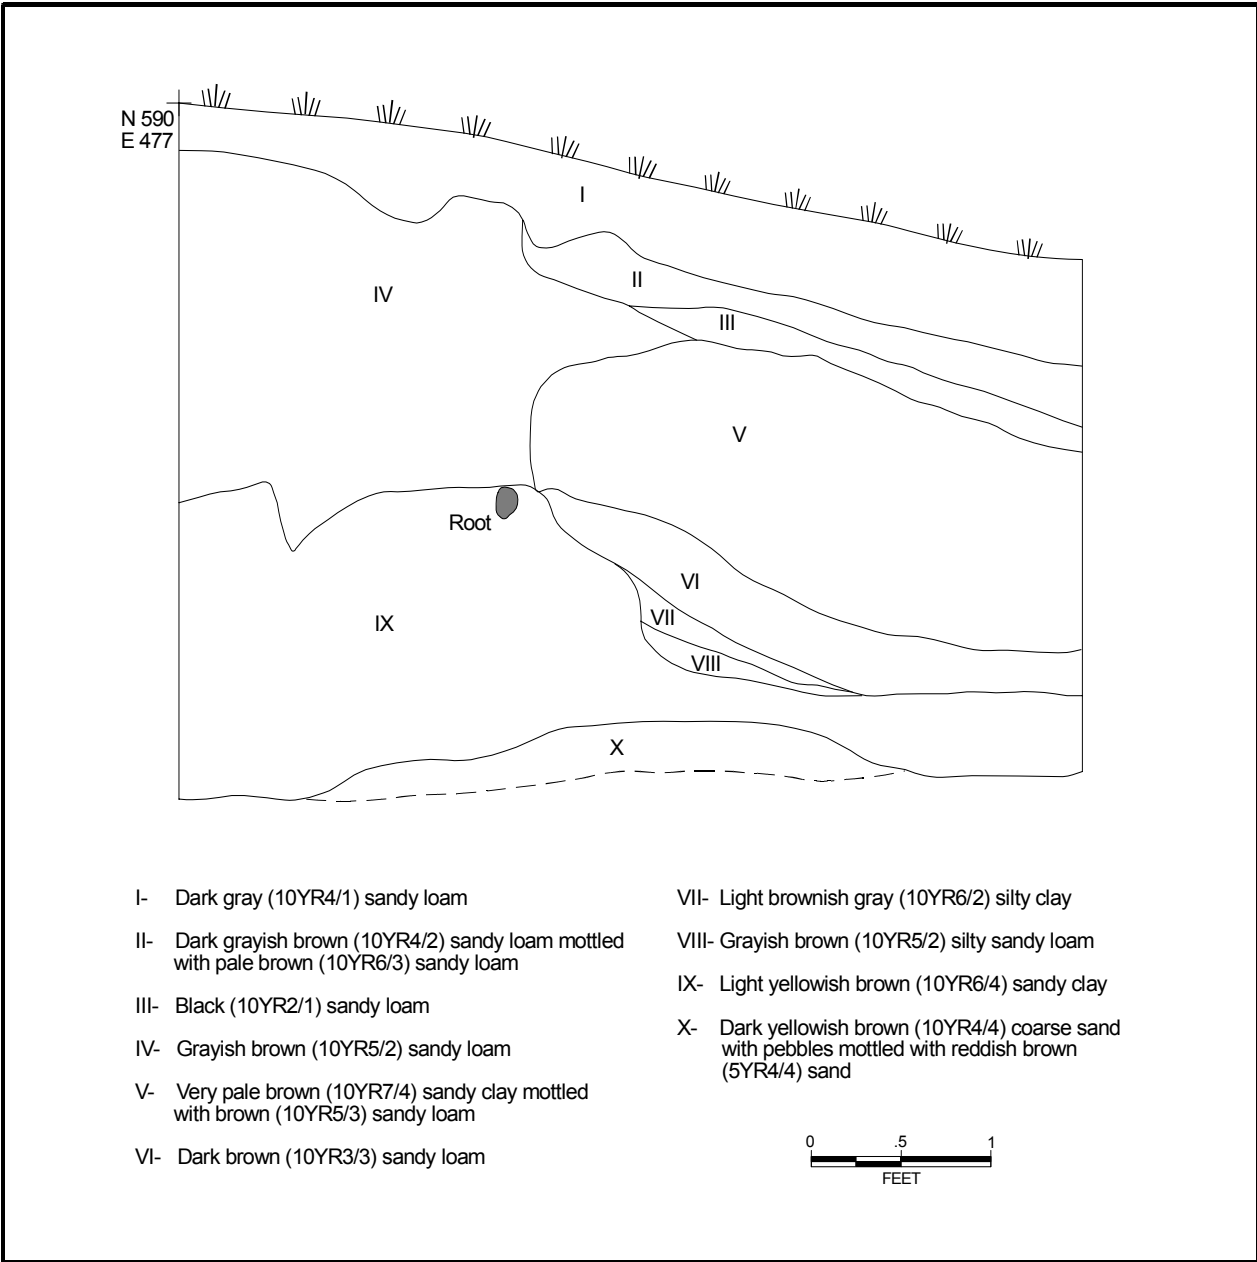 N 590
E 477
I
II
IV
III
V
Root
VI
VII
IX
VIII
X
I- Dark gray (10YR4/1) sandy loam
II- Dark grayish brown (10YR4/2) sandy loam mottled
with pale brown (10YR6/3) sandy loam
III- Black (10YR2/1) sandy loam
IV- Grayish brown (10YR5/2) sandy loam
V- Very pale brown (10YR7/4) sandy clay mottled
with brown (10YR5/3) sandy loam
VI- Dark brown (10YR3/3) sandy loam
VII- Light brownish gray (10YR6/2) silty clay
VIII- Grayish brown (10YR5/2) silty sandy loam
IX- Light yellowish brown (10YR6/4) sandy clay
X- Dark yellowish brown (10YR4/4) coarse sand
with pebbles mottled with reddish brown
(5YR4/4) sand
0 .5 1
FEET